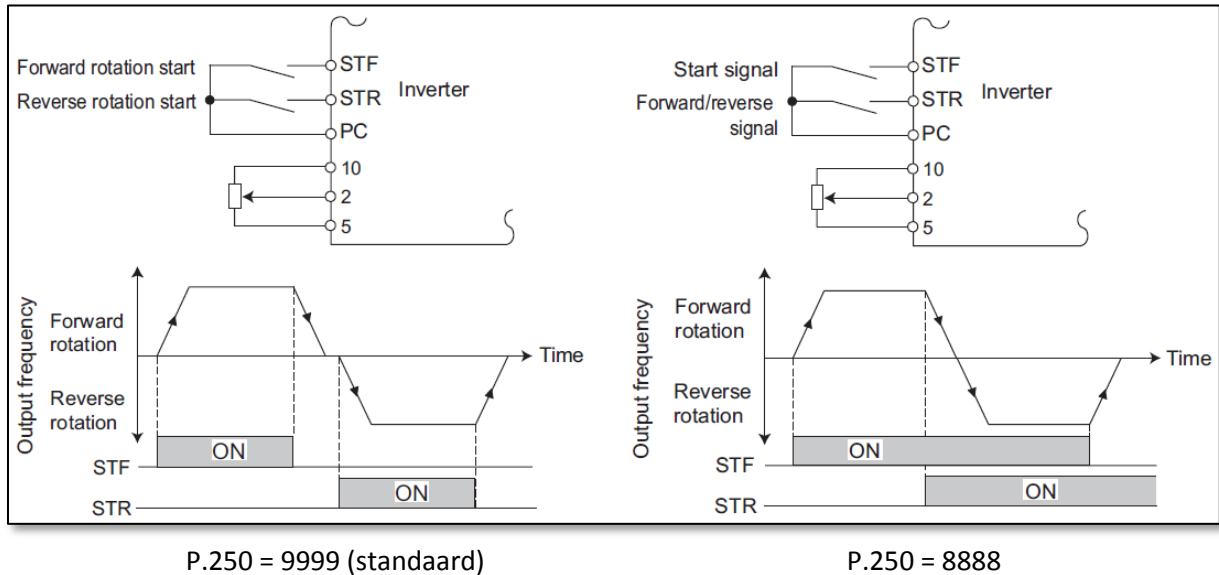 Forward rotation start
Reverse rotation start
STF
STR
PC
10
2
5
Inverter
Output frequency
Forward
rotation
Reverse
rotation
Time
STF
ON
STR
ON
Start signal
Forward/reverse
signal
STF
STR
PC
10
2
5
Inverter
Output frequency
Forward
rotation
Reverse
rotation
Time
STF
ON
STR
ON
P.250 = 9999 (standaard)
P.250 = 8888